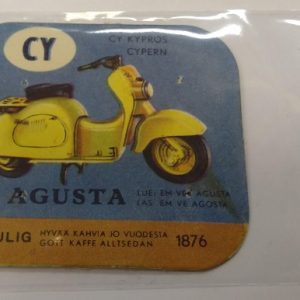 CY
CY KYPROS
CYPERN
AGUSTA
LUE: EM VEE AGUSTA
LÄS: EM VE AGOSTA
ULIG
HYVÄÄ KAHVIA JO VUODESTA
GOTT KAFFE ALLTSEDAN
1876